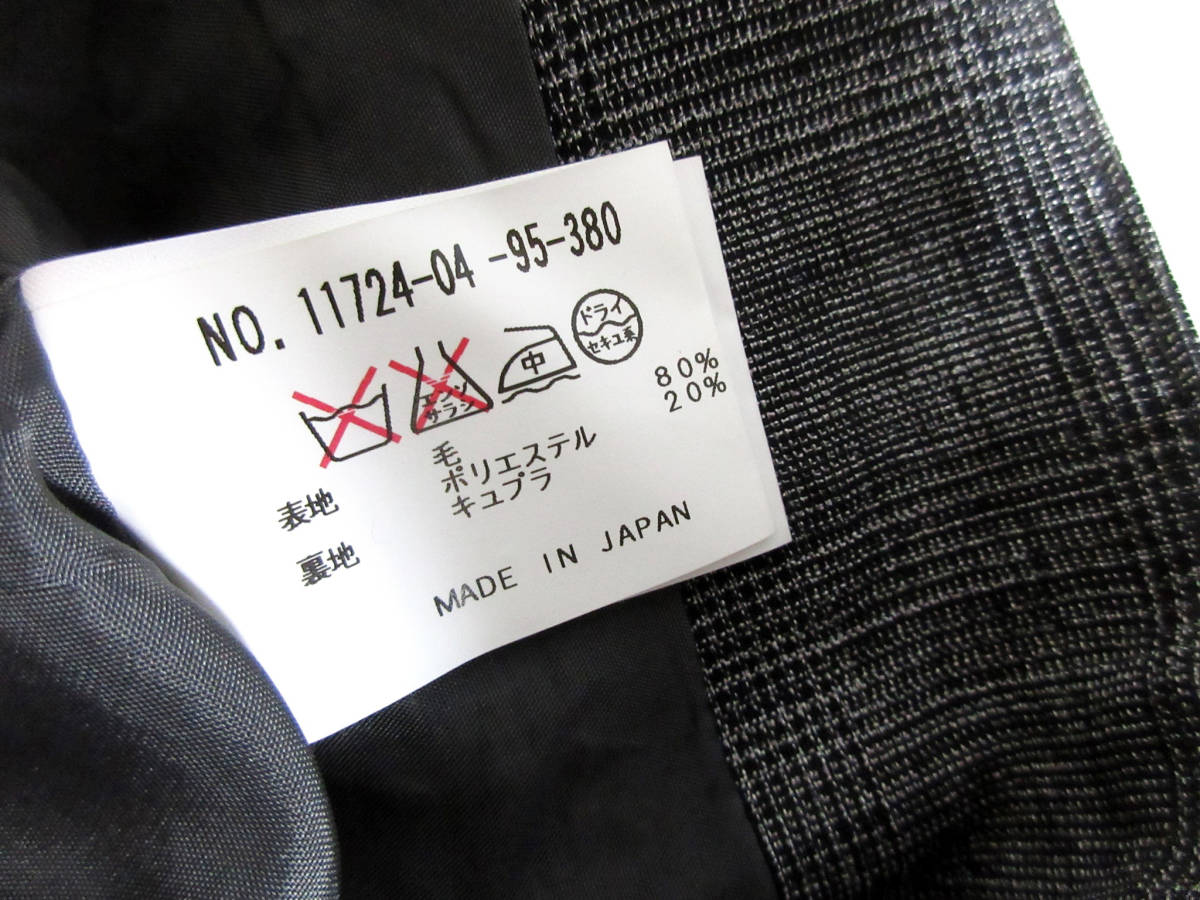 NO. 11724-04 -95-380
エンソ
サラシ
中
ドライ
セキユ系
表地 毛 80%
ポリエステル 20%
裏地 キュプラ
MADE IN JAPAN